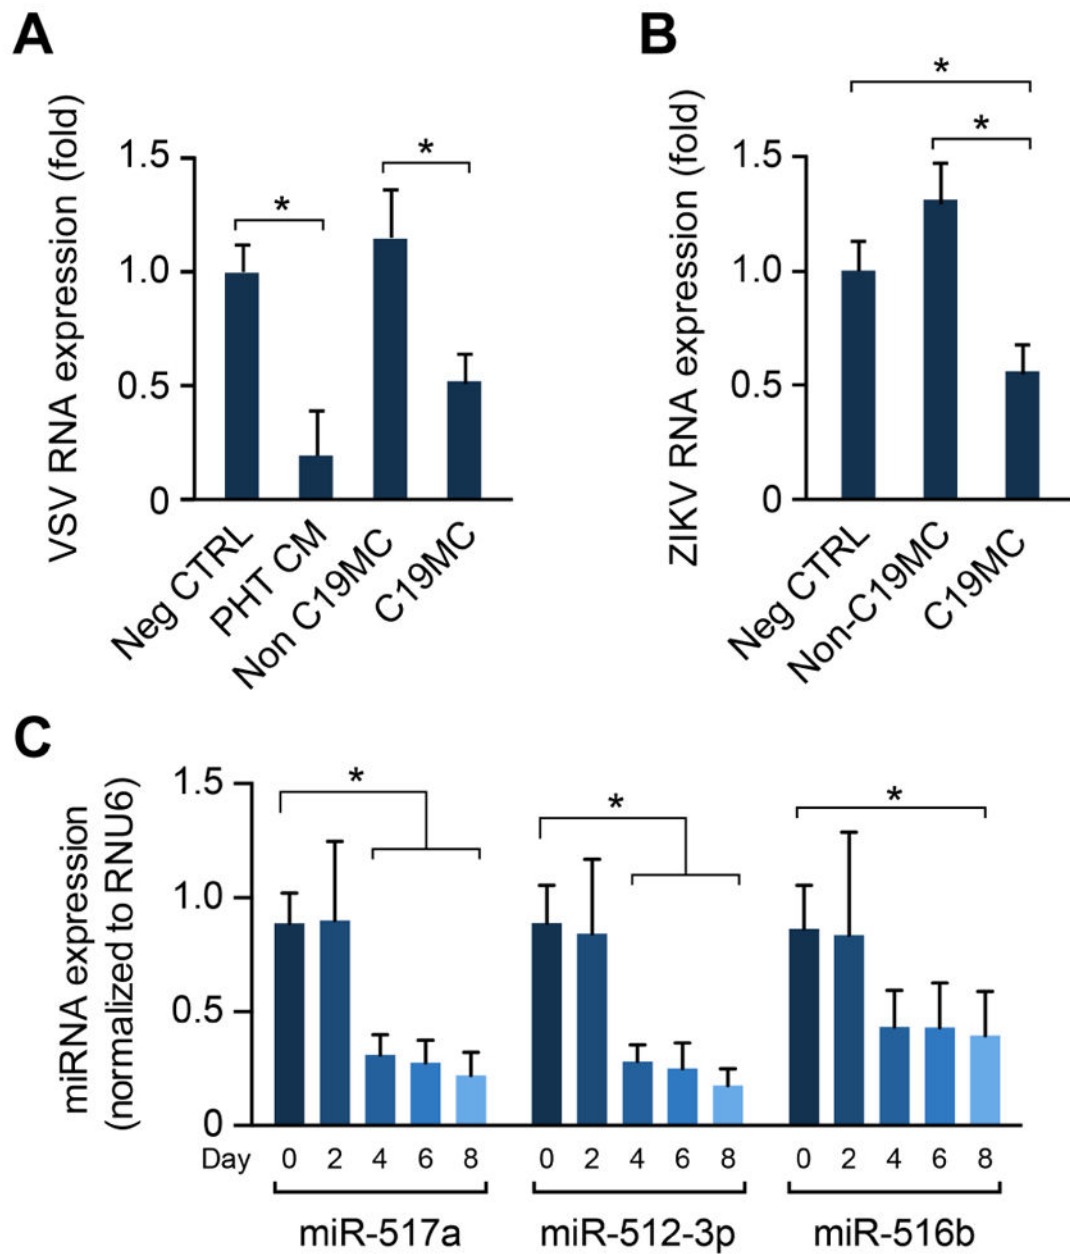 A
VSV RNA expression (fold)
1.5
1.0
0.5
0
*
*
Neg CTRL
PHT CM
Non C19MC
C19MC
B
ZIKV RNA expression (fold)
1.5
1.0
0.5
0
*
*
Neg CTRL
Non-C19MC
C19MC
C
miRNA expression
(normalized to RNU6)
1.5
1.0
0.5
0
*
*
*
Day 0 2 4 6 8 0 2 4 6 8 0 2 4 6 8
miR-517a miR-512-3p miR-516b